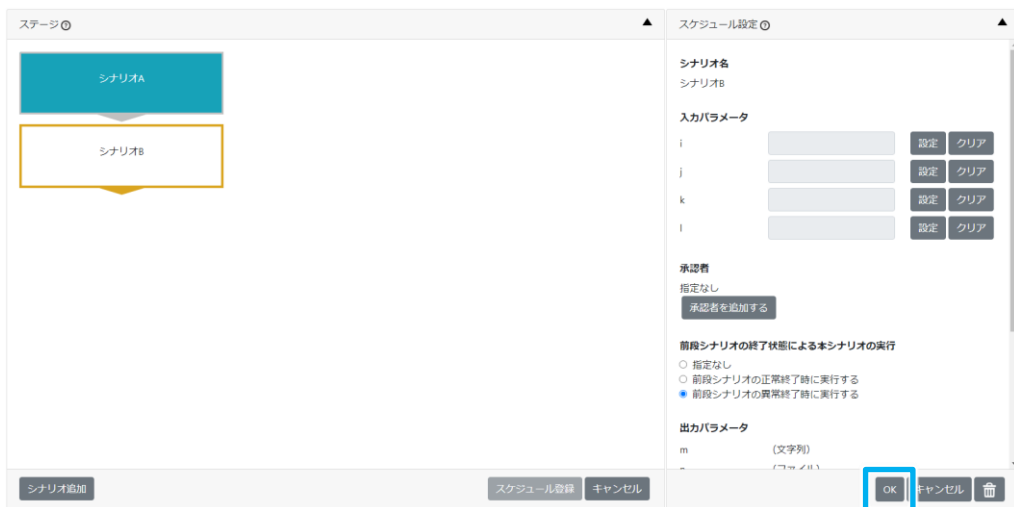 ステージ
シナリオA
シナリオB
シナリオ追加
スケジュール登録 キャンセル
スケジュール設定
シナリオ名
シナリオB
入力パラメータ
i 設定 クリア
j 設定 クリア
k 設定 クリア
l 設定 クリア
承認者
指定なし
承認者を追加する
前段シナリオの終了状態による本シナリオの実行
指定なし
前段シナリオの正常終了時に実行する
前段シナリオの異常終了時に実行する
出力パラメータ
m (文字列)
(ファイル)
OK キャンセル